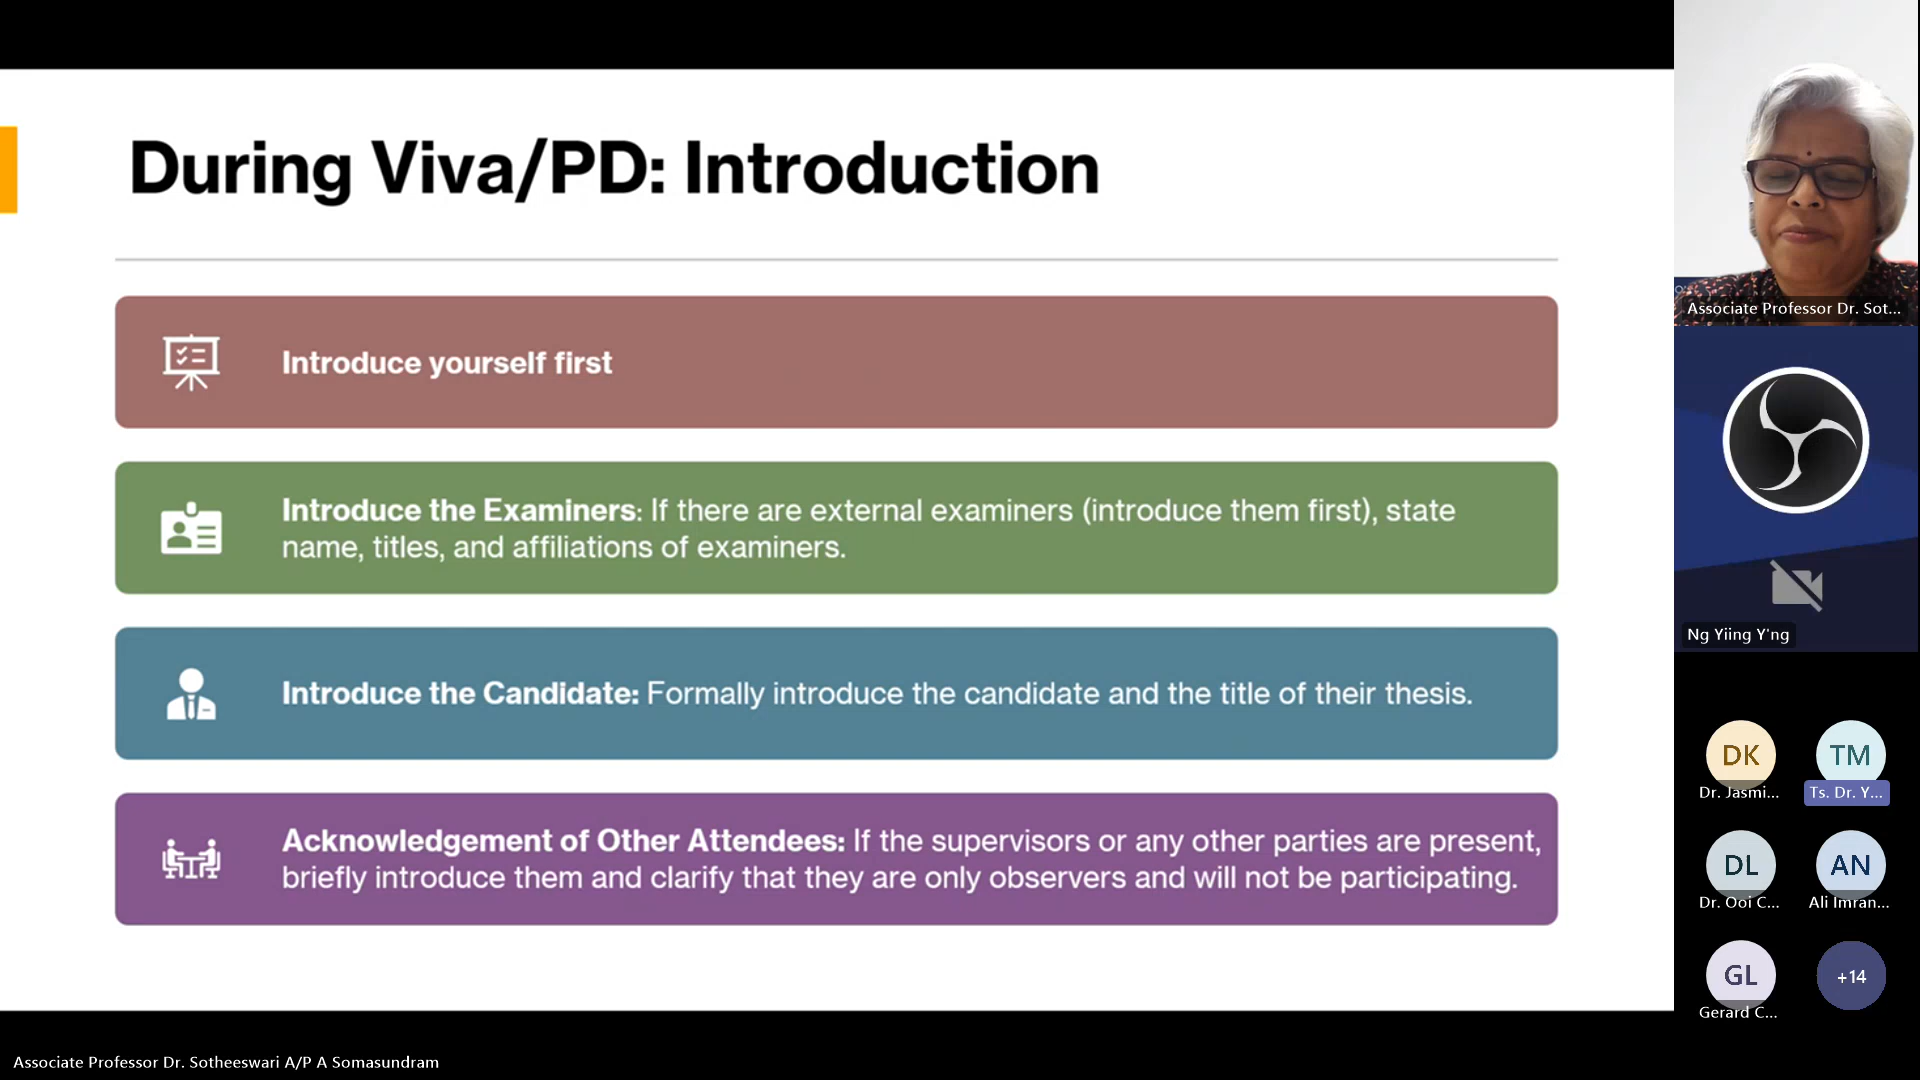 During Viva/PD: Introduction
Introduce yourself first
Introduce the Examiners: If there are external examiners (introduce them first), state
name, titles, and affiliations of examiners.
Introduce the Candidate: Formally introduce the candidate and the title of their thesis.
Acknowledgement of Other Attendees: If the supervisors or any other parties are present,
briefly introduce them and clarify that they are only observers and will not be participating.
Associate Professor Dr. Sot...
Ng Yiing Y'ng
DK
Dr. Jasmi...
TM
Ts. Dr. Y...
DL
Dr. Ooi C...
AN
Ali Imran...
GL
Gerard C...
+14
Associate Professor Dr. Sotheeswari A/P A Somasundram